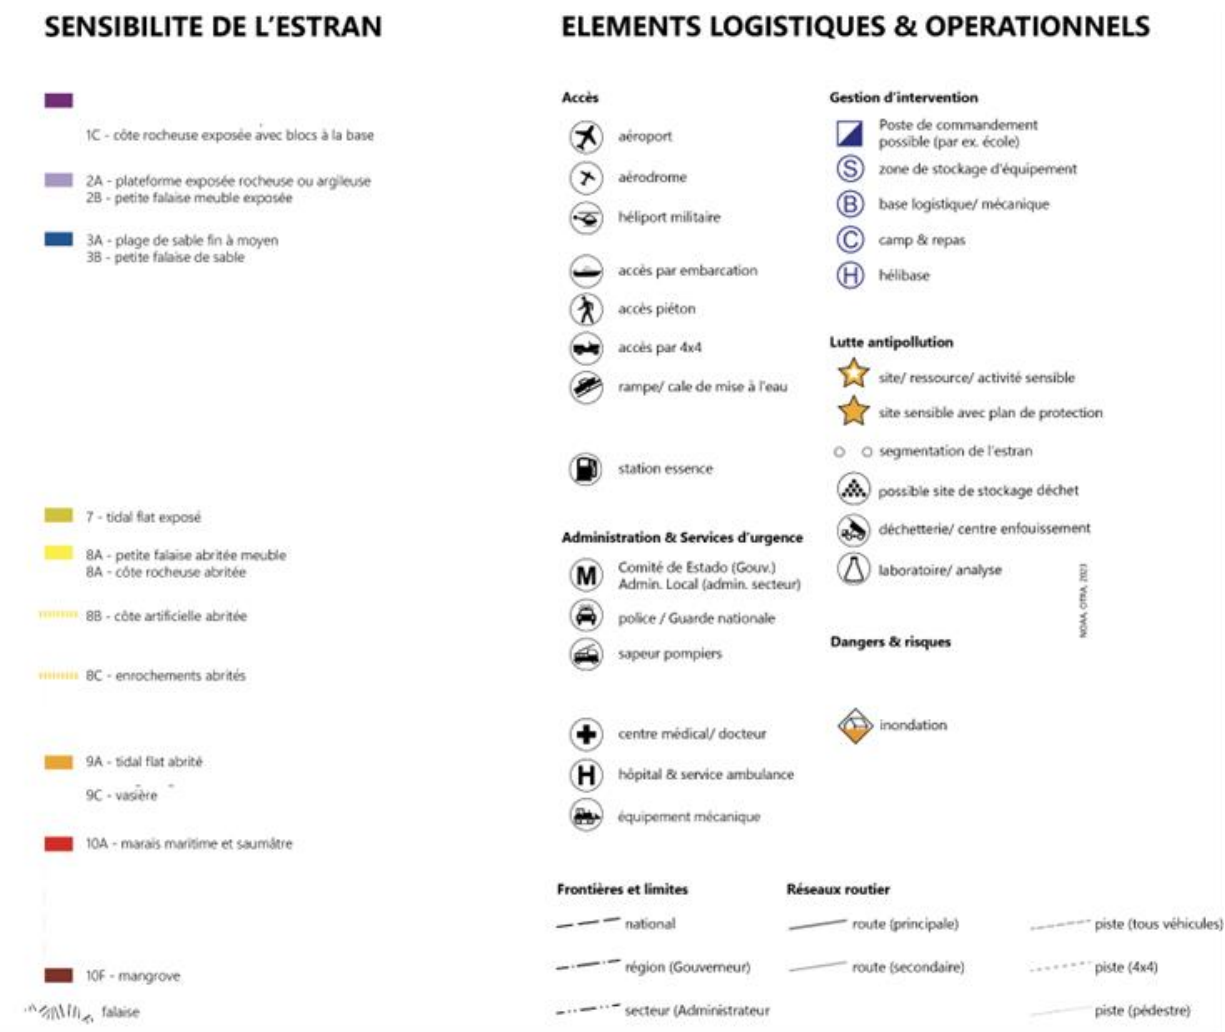 SENSIBILITE DE L'ESTRAN
1C - côte rocheuse exposée avec blocs à la base
2A - plateforme exposée rocheuse ou argileuse
2B - petite falaise meuble exposée
3A - plage de sable fin à moyen
3B - petite falaise de sable
7 - tidal flat exposé
8A - petite falaise abritée meuble
8A - côte rocheuse abritée
8B - côte artificielle abritée
8C - enrochements abrités
9A - tidal flat abrité
9C - vasière
10A - marais maritime et saumâtre
10F - mangrove
falaise
ELEMENTS LOGISTIQUES & OPERATIONNELS
Accès
aéroport
aérodrome
héliport militaire
accès par embarcation
accès piéton
accès par 4x4
rampe/ cale de mise à l'eau
station essence
Administration & Services d'urgence
M
Comité de Estado (Gouv.)
Admin. Local (admin. secteur)
police / Guarde nationale
sapeur pompiers
centre médical/ docteur
H hôpital & service ambulance
équipement mécanique
Gestion d'intervention
Poste de commandement
possible (par ex. école)
S zone de stockage d'équipement
B base logistique/ mécanique
C camp & repas
H hélibase
Lutte antipollution
site/ ressource/ activité sensible
site sensible avec plan de protection
segmentation de l'estran
possible site de stockage déchet
déchetterie/ centre enfouissement
laboratoire/ analyse
NOAA, OTRA, 2023
Dangers & risques
inondation
Frontières et limites
national
région (Gouverneur)
secteur (Administrateur
Réseaux routier
route (principale)
route (secondaire)
piste (tous véhicules)
piste (4x4)
piste (pédestre)